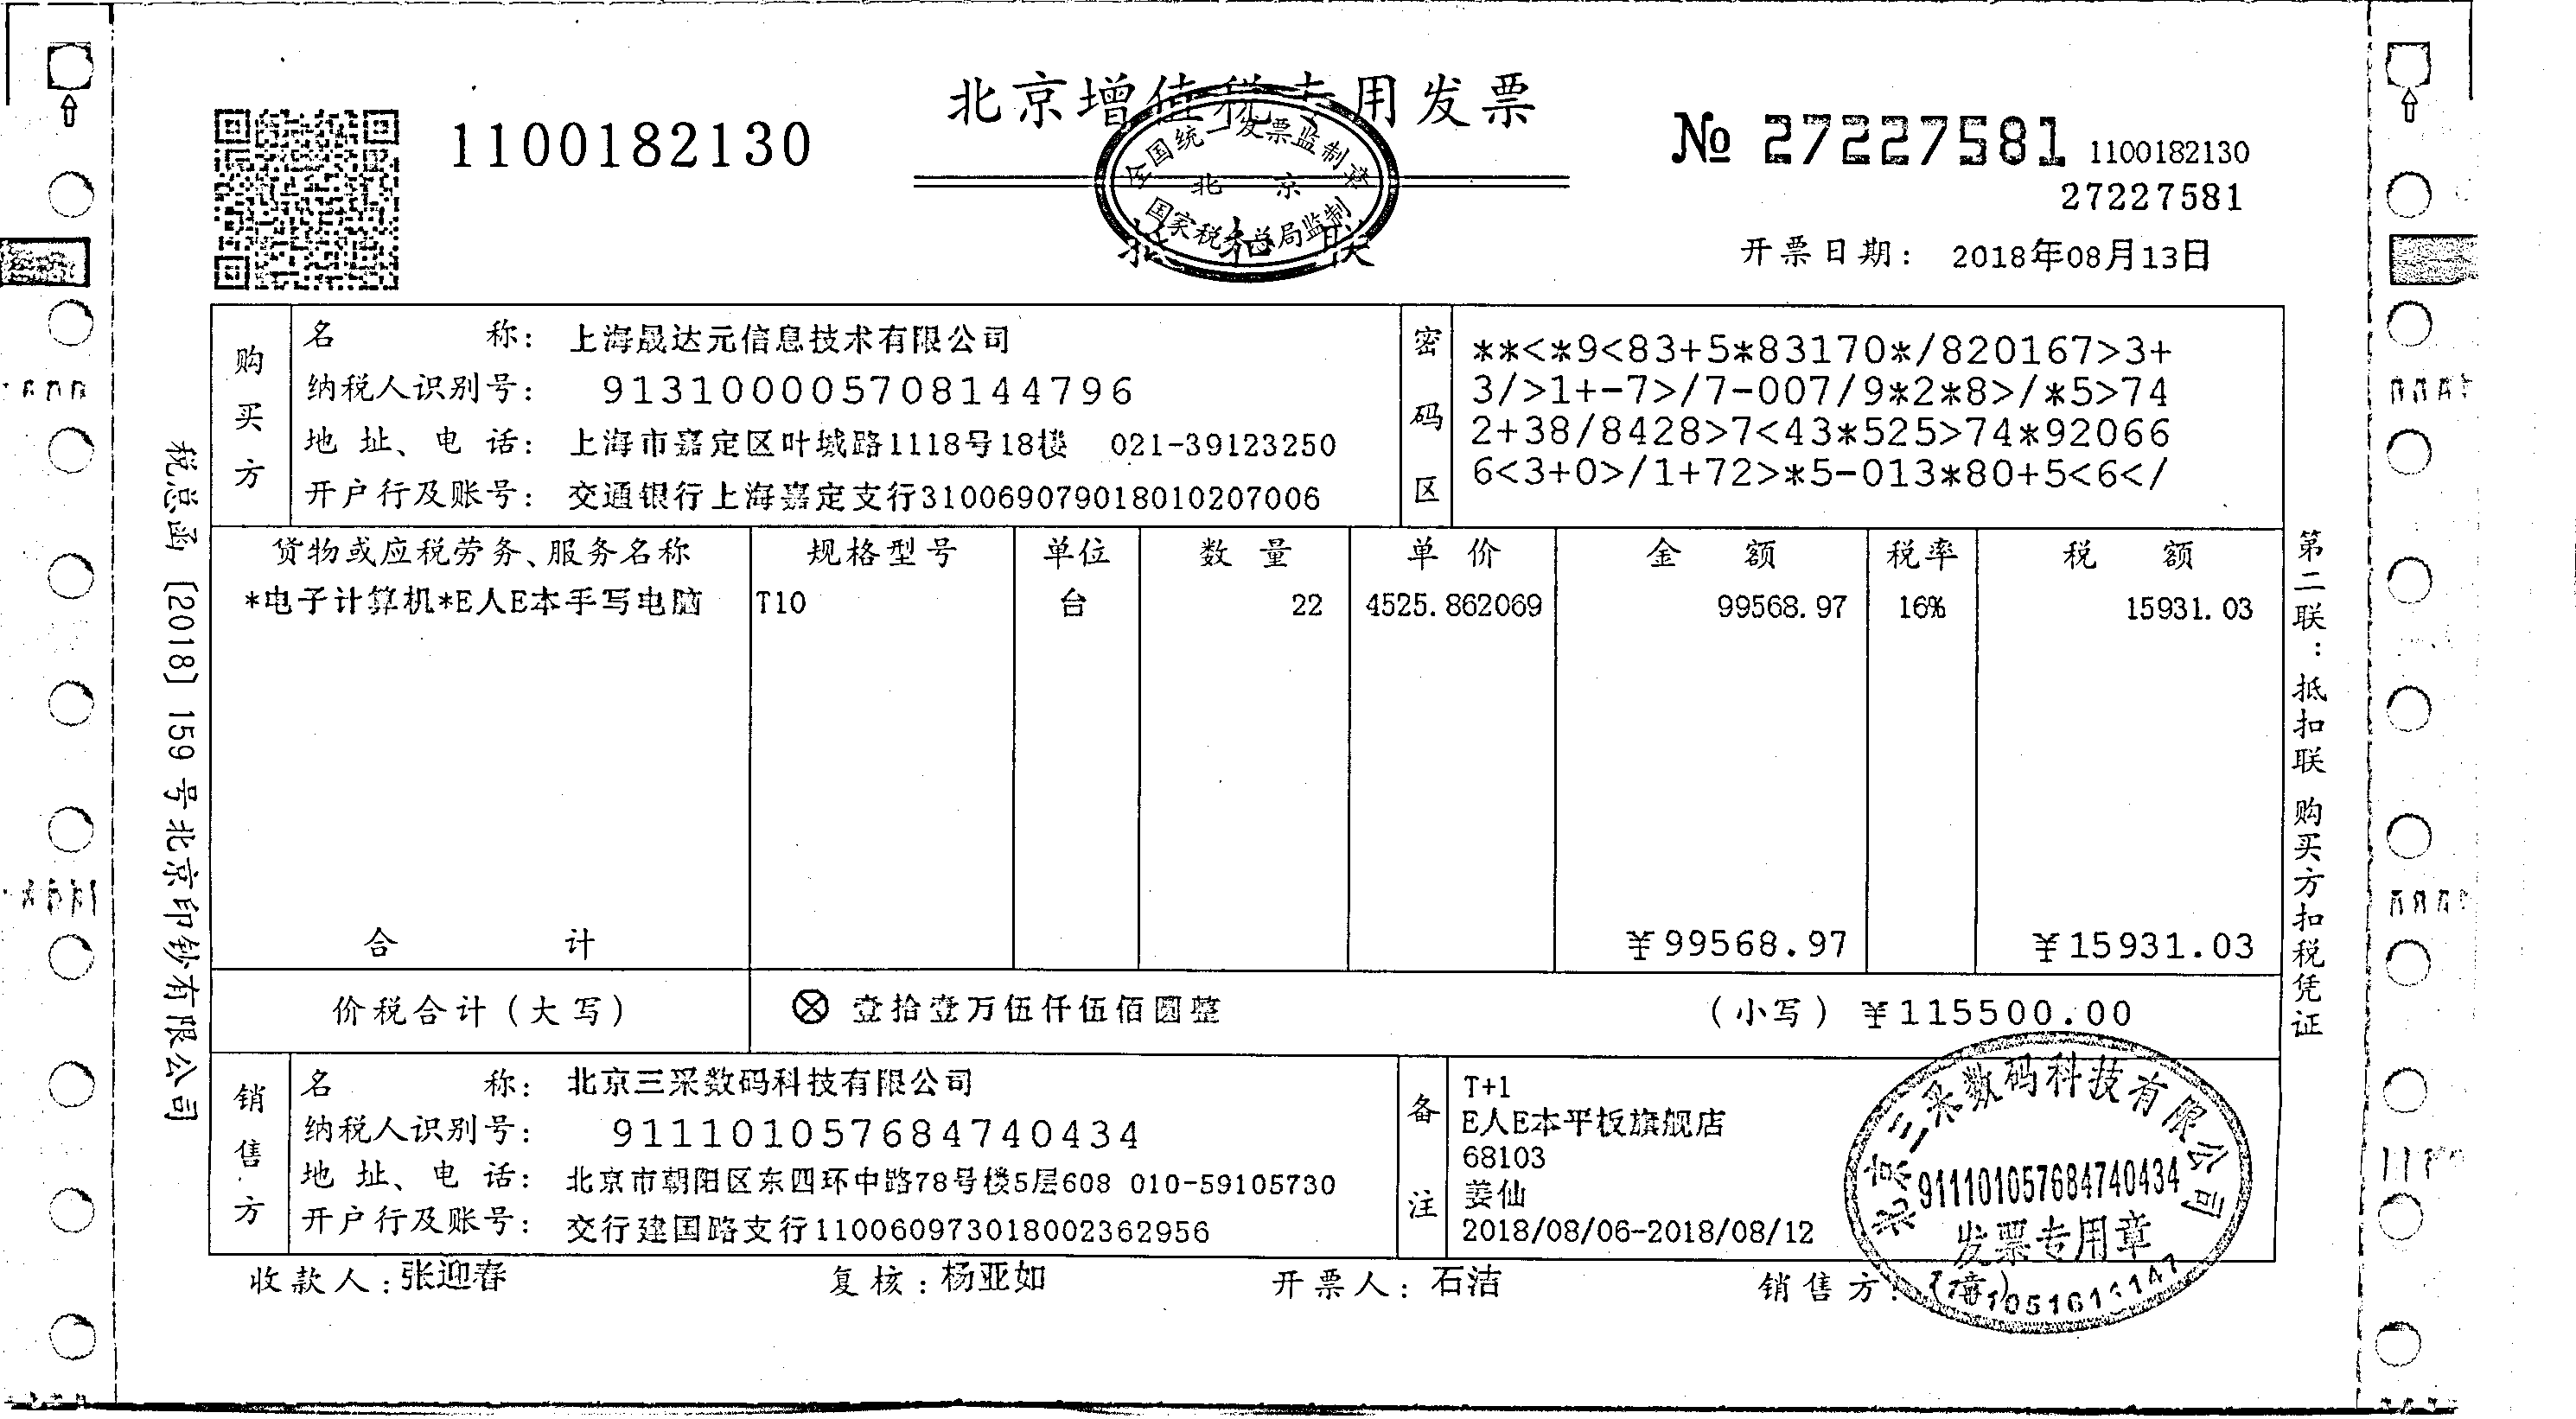 北京增值税专用发票
1100182130
№ 27227581
1100182130
27227581
全国统一发票监制章
北京
国家税务总局监制
抵扣联
开票日期: 2018年08月13日
购买方
名 称: 上海晟达元信息技术有限公司
纳税人识别号: 913100005708144796
地 址、电 话: 上海市嘉定区叶城路1118号18楼 021-39123250
开户行及账号: 交通银行上海嘉定支行310069079018010207006
密码区
**<*9<83+5*83170*/820167>3+
3/>1+-7>/7-007/9*2*8>/*5>74
2+38/8428>7<43*525>74*92066
6<3+0>/1+72>*5-013*80+5<6</
货物或应税劳务、服务名称 规格型号 单位 数量 单价 金额 税率 税额
*电子计算机*E人E本手写电脑 T10 台 22 4525.862069 99568.97 16% 15931.03
合 计 ¥99568.97 ¥15931.03
价税合计(大写) ⊗ 壹拾壹万伍仟伍佰圆整 (小写) ¥115500.00
销售方
名 称: 北京三采数码科技有限公司
纳税人识别号: 911101057684740434
地 址、电 话: 北京市朝阳区东四环中路78号楼5层608 010-59105730
开户行及账号: 交行建国路支行110060973018002362956
备注
T+1
E人E本平板旗舰店
68103
姜仙
2018/08/06-2018/08/12
北京三采数码科技有限公司
911101057684740434
发票专用章
收款人:张迎春 复核:杨亚如 开票人:石洁 销售方:(章)
税总函〔2018〕159号北京印钞有限公司
第二联:抵扣联 购买方扣税凭证